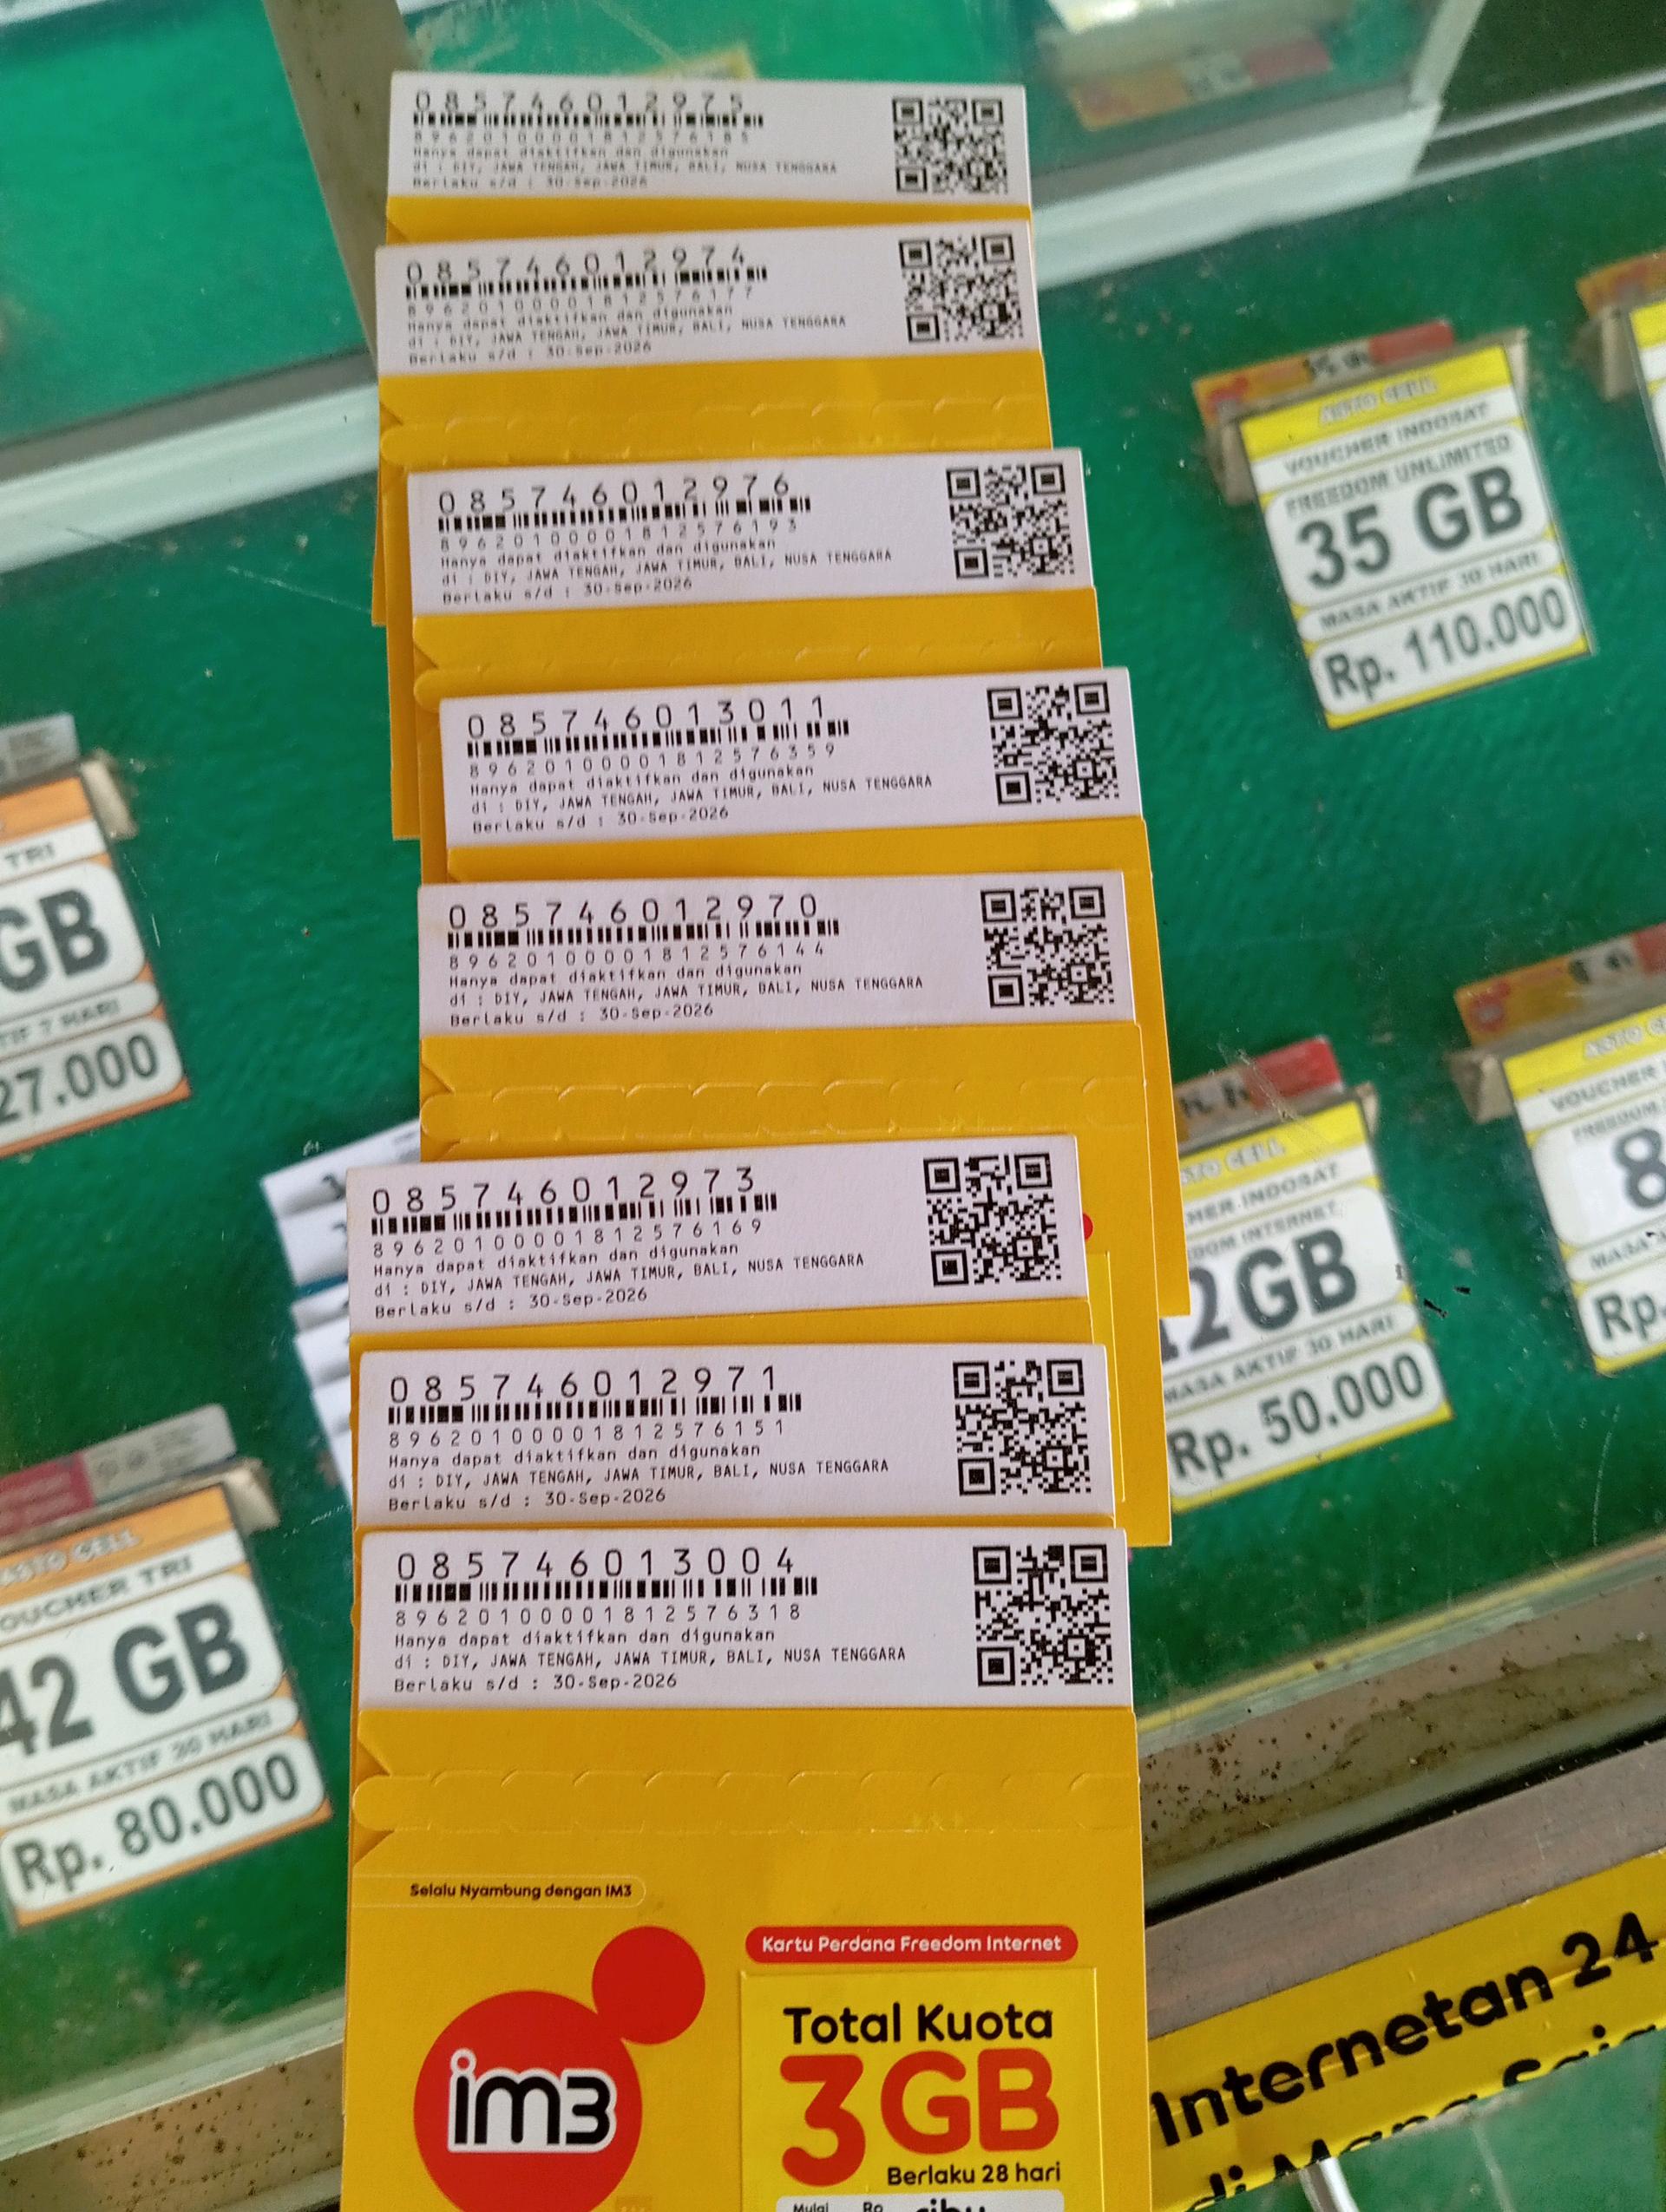 085746012975
89620100001812576185
Hanya dapat diaktifkan dan digunakan
di : DIY, JAWA TENGAH, JAWA TIMUR, BALI, NUSA TENGGARA
Berlaku s/d : 30-Sep-2026
085746012974
89620100001812576177
Hanya dapat diaktifkan dan digunakan
di : DIY, JAWA TENGAH, JAWA TIMUR, BALI, NUSA TENGGARA
Berlaku s/d : 30-Sep-2026
085746012976
89620100001812576193
Hanya dapat diaktifkan dan digunakan
di : DIY, JAWA TENGAH, JAWA TIMUR, BALI, NUSA TENGGARA
Berlaku s/d : 30-Sep-2026
085746013011
89620100001812576359
Hanya dapat diaktifkan dan digunakan
di : DIY, JAWA TENGAH, JAWA TIMUR, BALI, NUSA TENGGARA
Berlaku s/d : 30-Sep-2026
085746012970
89620100001812576144
Hanya dapat diaktifkan dan digunakan
di : DIY, JAWA TENGAH, JAWA TIMUR, BALI, NUSA TENGGARA
Berlaku s/d : 30-Sep-2026
085746012973
89620100001812576169
Hanya dapat diaktifkan dan digunakan
di : DIY, JAWA TENGAH, JAWA TIMUR, BALI, NUSA TENGGARA
Berlaku s/d : 30-Sep-2026
085746012971
89620100001812576151
Hanya dapat diaktifkan dan digunakan
di : DIY, JAWA TENGAH, JAWA TIMUR, BALI, NUSA TENGGARA
Berlaku s/d : 30-Sep-2026
085746013004
89620100001812576318
Hanya dapat diaktifkan dan digunakan
di : DIY, JAWA TENGAH, JAWA TIMUR, BALI, NUSA TENGGARA
Berlaku s/d : 30-Sep-2026
Selalu Nyambung dengan IM3
im3
Kartu Perdana Freedom Internet
Total Kuota
3GB
Berlaku 28 hari
Mulai Rp
VOUCHER INDOSAT
FREEDOM UNLIMITED
35 GB
MASA AKTIF 30 HARI
Rp. 110.000
TRI
GB
7 HARI
27.000
CELL
INDOSAT
INTERNET
2GB
MASA AKTIF 30 HARI
Rp. 50.000
VOUCHER
8
Rp.
CELL
VOUCHER TRI
42 GB
MASA AKTIF 30 HARI
Rp. 80.000
Internetan 24